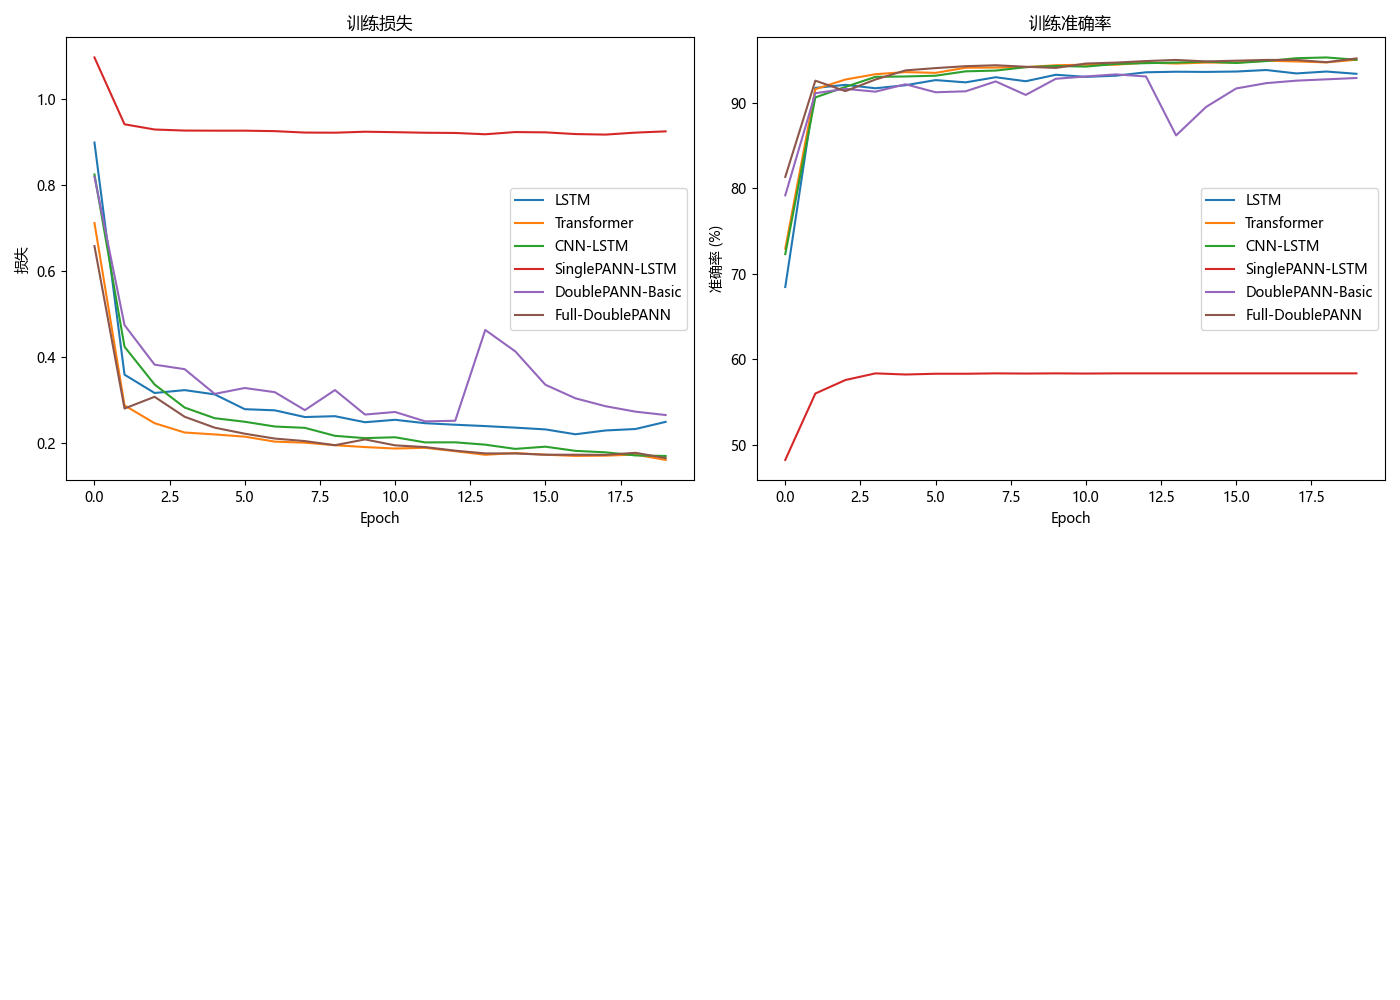 训练损失
损失
1.0
0.8
0.6
0.4
0.2
0.0 2.5 5.0 7.5 10.0 12.5 15.0 17.5
Epoch
LSTM
Transformer
CNN-LSTM
SinglePANN-LSTM
DoublePANN-Basic
Full-DoublePANN
训练准确率
准确率 (%)
90
80
70
60
50
0.0 2.5 5.0 7.5 10.0 12.5 15.0 17.5
Epoch
LSTM
Transformer
CNN-LSTM
SinglePANN-LSTM
DoublePANN-Basic
Full-DoublePANN